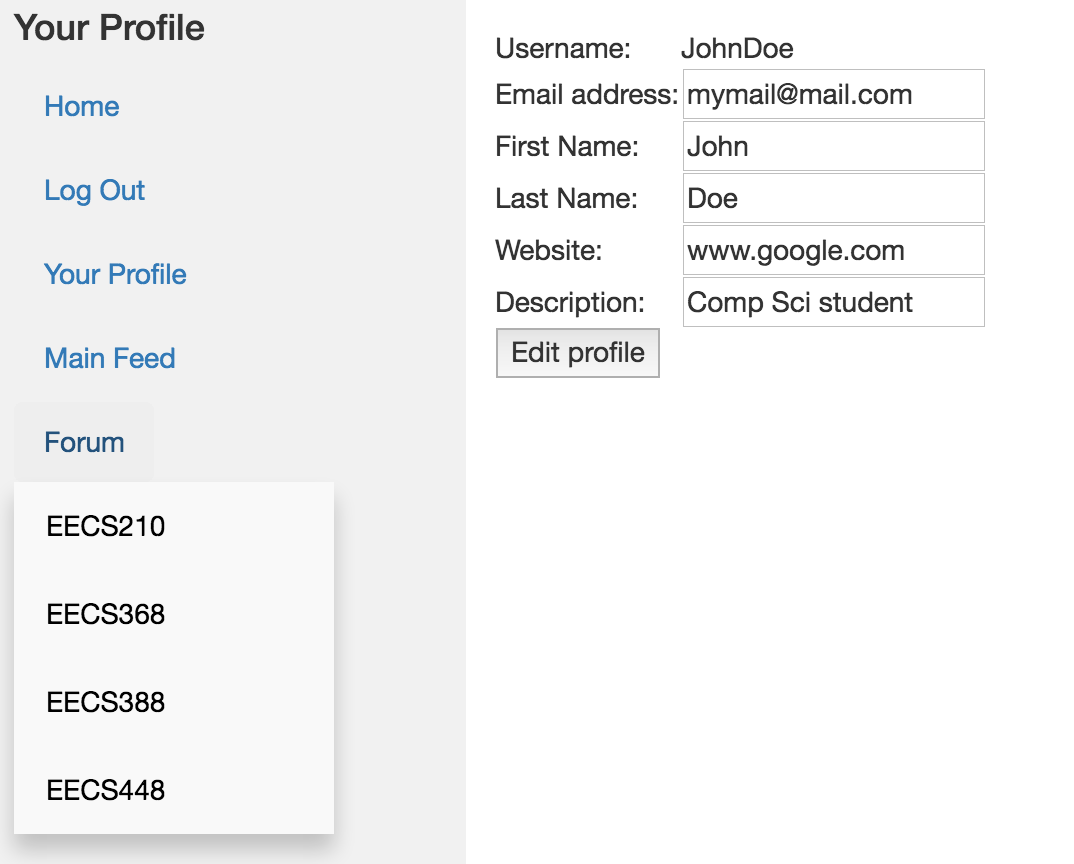 Your Profile
Home
Log Out
Your Profile
Main Feed
Forum
EECS210
EECS368
EECS388
EECS448
Username: JohnDoe
Email address: mymail@mail.com
First Name: John
Last Name: Doe
Website: www.google.com
Description: Comp Sci student
Edit profile